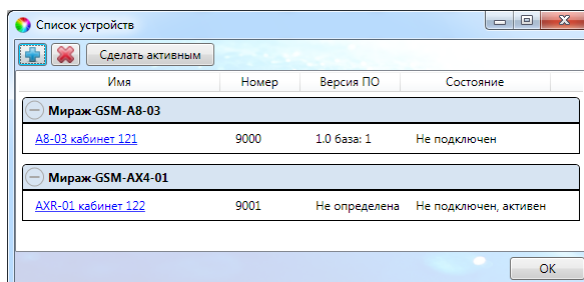 Список устройств
Сделать активным
Имя Номер Версия ПО Состояние
Мираж-GSM-A8-03
A8-03 кабинет 121 9000 1.0 база: 1 Не подключен
Мираж-GSM-AX4-01
AXR-01 кабинет 122 9001 Не определена Не подключен, активен
OK